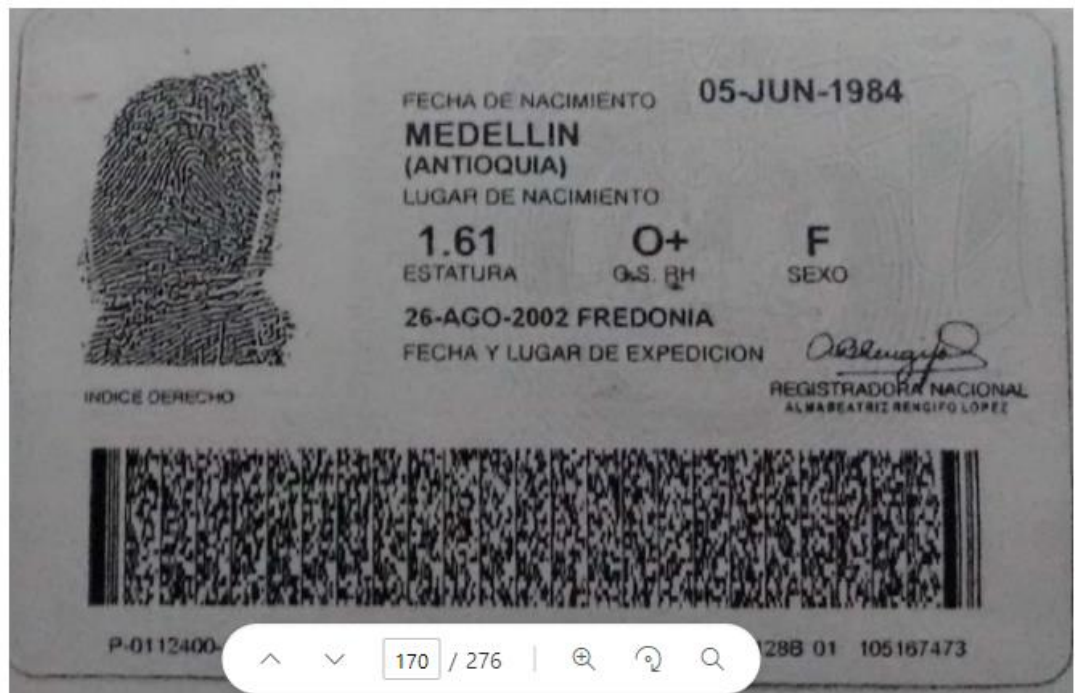 FECHA DE NACIMIENTO 05-JUN-1984
MEDELLIN
(ANTIOQUIA)
LUGAR DE NACIMIENTO
1.61 O+ F
ESTATURA G.S. RH SEXO
26-AGO-2002 FREDONIA
FECHA Y LUGAR DE EXPEDICION
INDICE DERECHO
REGISTRADORA NACIONAL
ALMABEATRIZ RENGIFO LOPEZ
P-0112400- 128B 01 105167473
170 / 276